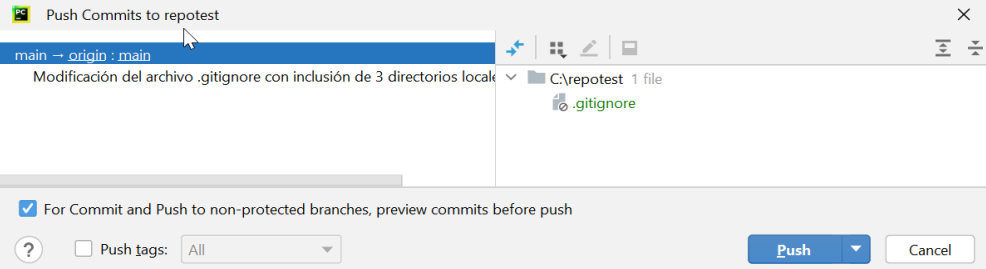 PC
Push Commits to repotest
main → origin : main
Modificación del archivo .gitignore con inclusión de 3 directorios locale
C:\repotest 1 file
.gitignore
For Commit and Push to non-protected branches, preview commits before push
?
Push tags: All
Push
Cancel